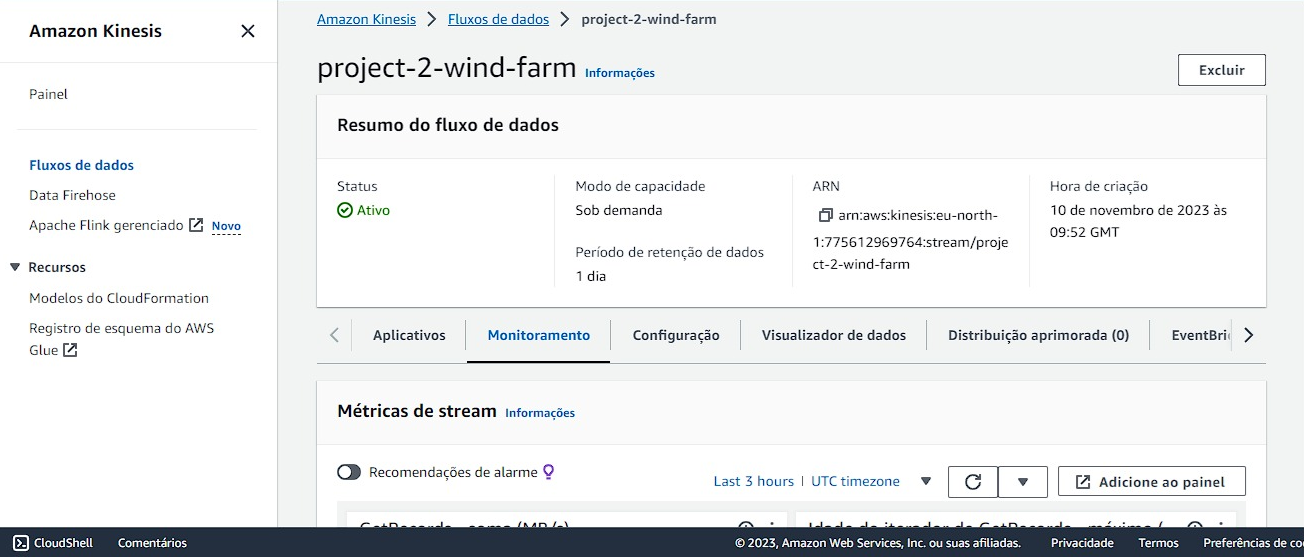 Amazon Kinesis
Amazon Kinesis > Fluxos de dados > project-2-wind-farm
project-2-wind-farm Informações
Excluir
Painel
Fluxos de dados
Data Firehose
Apache Flink gerenciado Novo
Recursos
Modelos do CloudFormation
Registro de esquema do AWS
Glue
Resumo do fluxo de dados
Status
Ativo
Modo de capacidade
Sob demanda
Período de retenção de dados
1 dia
ARN
arn:aws:kinesis:eu-north-
1:775612969764:stream/proje
ct-2-wind-farm
Hora de criação
10 de novembro de 2023 às
09:52 GMT
Aplicativos
Monitoramento
Configuração
Visualizador de dados
Distribuição aprimorada (0)
EventBri
Métricas de stream Informações
Recomendações de alarme
Last 3 hours | UTC timezone
Adicione ao painel
GetRecords - soma (MB/s)
Idade do iterador de GetRecords - máximo (
CloudShell
Comentários
© 2023, Amazon Web Services, Inc. ou suas afiliadas.
Privacidade
Termos
Preferências de co